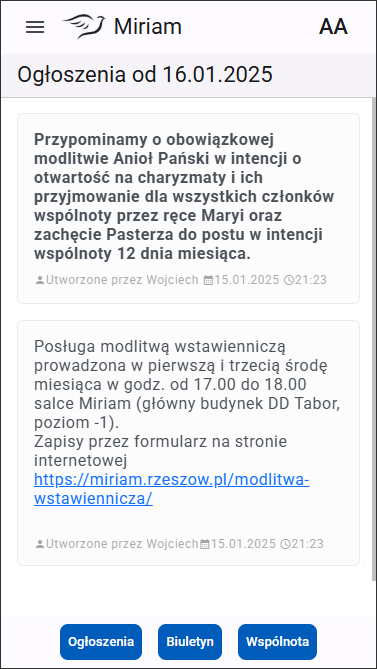 Miriam AA
Ogłoszenia od 16.01.2025
Przypominamy o obowiązkowej
modlitwie Anioł Pański w intencji o
otwartość na charyzmaty i ich
przyjmowanie dla wszystkich członków
wspólnoty przez ręce Maryi oraz
zachęcie Pasterza do postu w intencji
wspólnoty 12 dnia miesiąca.
Utworzone przez Wojciech 15.01.2025 21:23
Posługa modlitwą wstawienniczą
prowadzona w pierwszą i trzecią środę
miesiąca w godz. od 17.00 do 18.00
salce Miriam (główny budynek DD Tabor,
poziom -1).
Zapisy przez formularz na stronie
internetowej
https://miriam.rzeszow.pl/modlitwa-
wstawiennicza/
Utworzone przez Wojciech 15.01.2025 21:23
Ogłoszenia Biuletyn Wspólnota